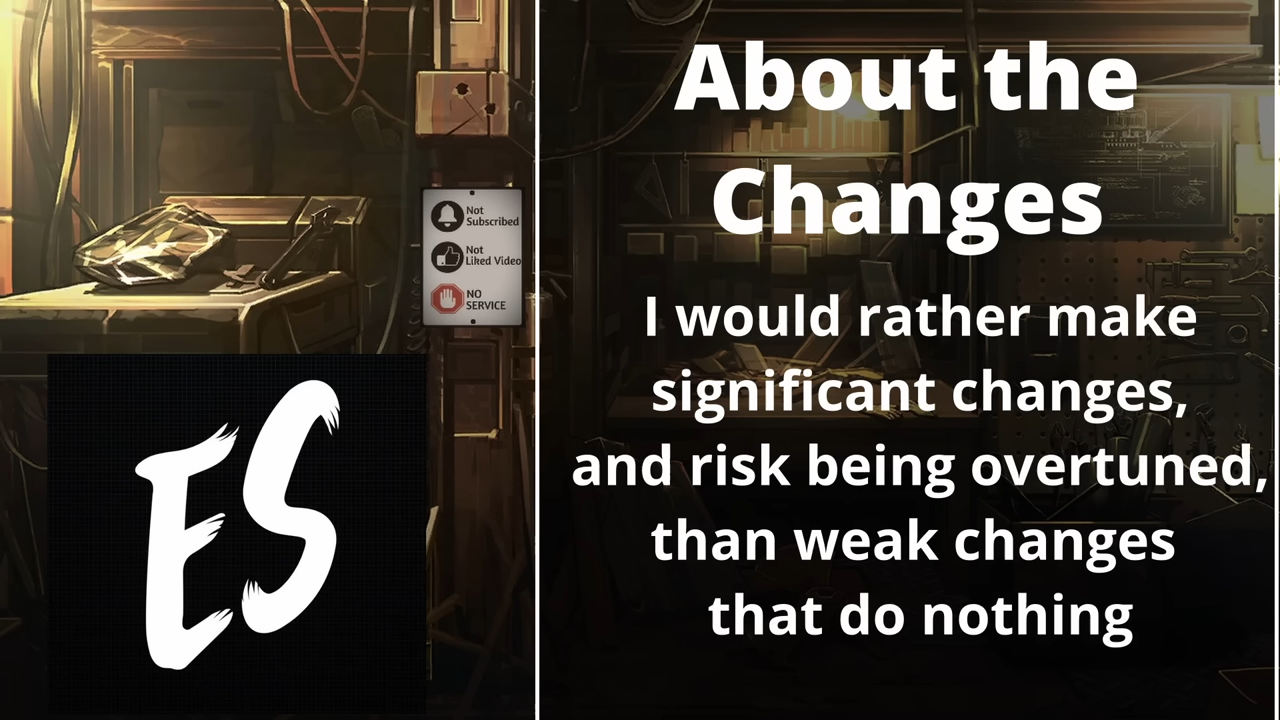 About the
Changes
I would rather make
significant changes,
and risk being overtuned,
than weak changes
that do nothing
Not
Subscribed
Not
Liked Video
NO
SERVICE
ES